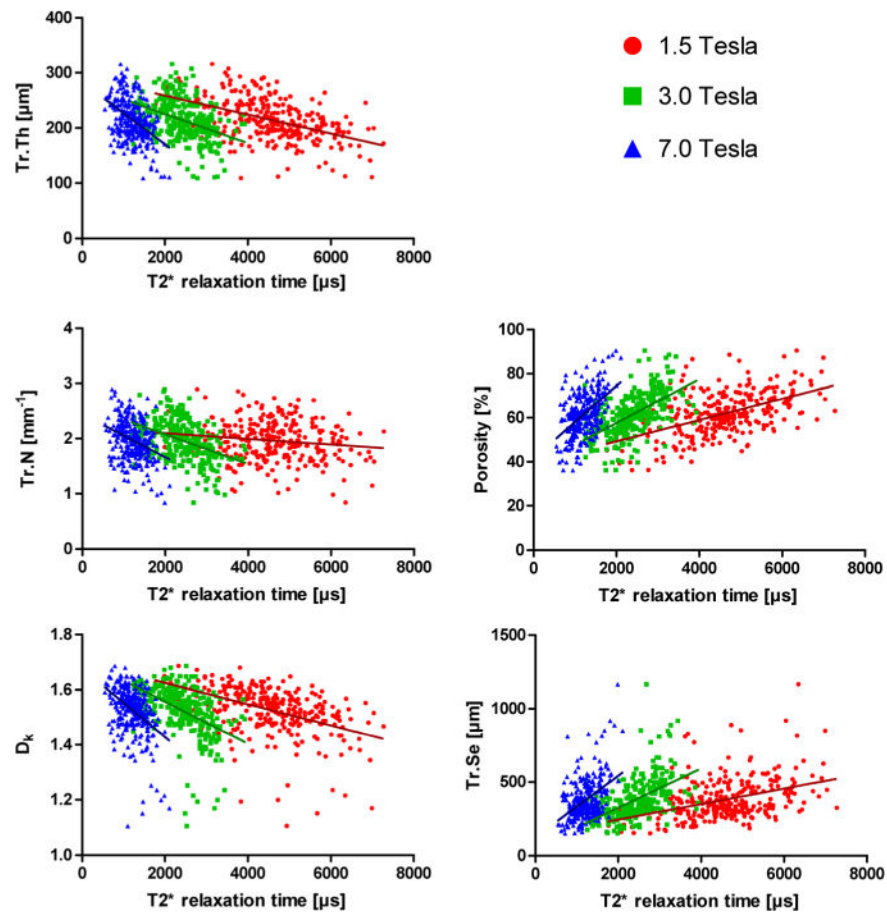 400
300
200
100
0
Tr.Th [µm]
0 2000 4000 6000 8000
T2* relaxation time [µs]
1.5 Tesla
3.0 Tesla
7.0 Tesla
4
3
2
1
0
Tr.N [mm⁻¹]
0 2000 4000 6000 8000
T2* relaxation time [µs]
100
80
60
40
20
0
Porosity [%]
0 2000 4000 6000 8000
T2* relaxation time [µs]
1.8
1.6
1.4
1.2
1.0
Dk
0 2000 4000 6000 8000
T2* relaxation time [µs]
1500
1000
500
0
Tr.Se [µm]
0 2000 4000 6000 8000
T2* relaxation time [µs]